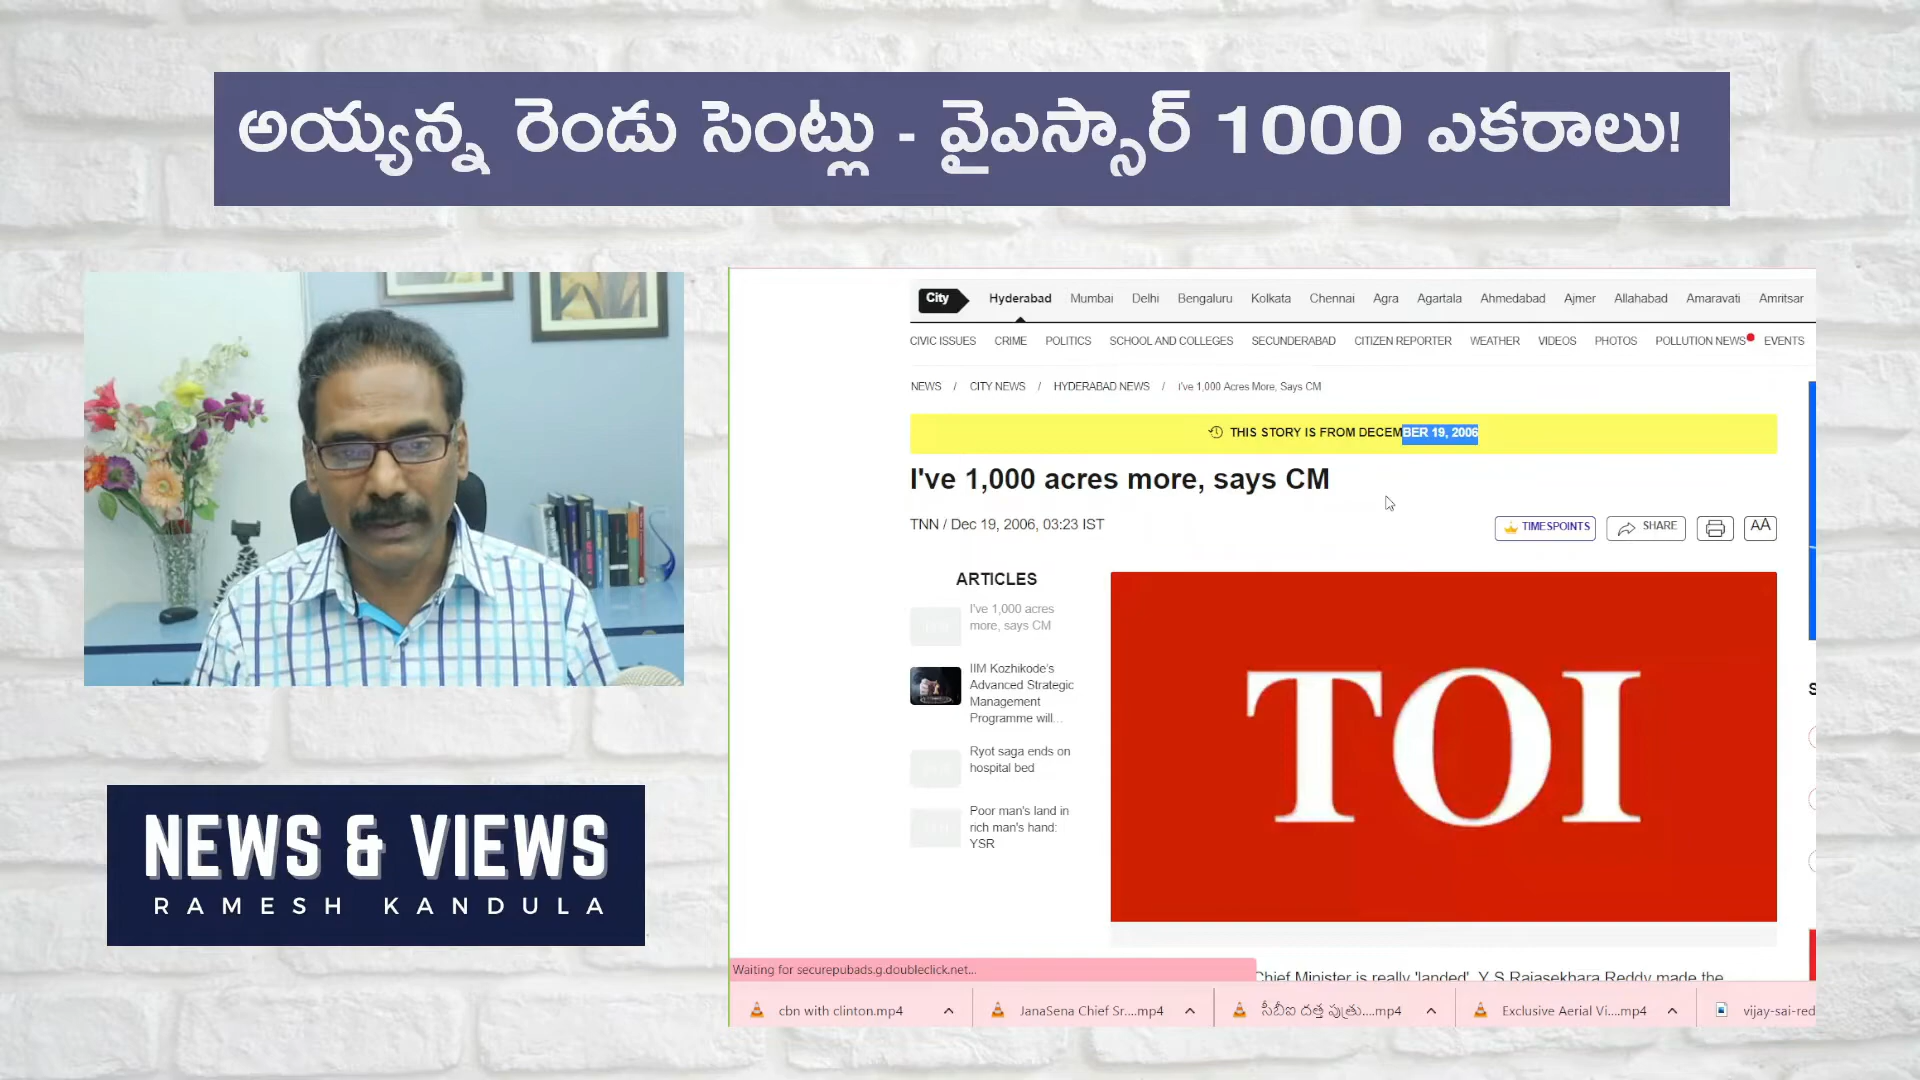 అయ్యన్న రెండు సెంట్లు - వైఎస్సార్ 1000 ఎకరాలు!
City Hyderabad Mumbai Delhi Bengaluru Kolkata Chennai Agra Agartala Ahmedabad Ajmer Allahabad Amaravati Amritsar
CIVIC ISSUES CRIME POLITICS SCHOOL AND COLLEGES SECUNDERABAD CITIZEN REPORTER WEATHER VIDEOS PHOTOS POLLUTION NEWS EVENTS
NEWS / CITY NEWS / HYDERABAD NEWS / I've 1,000 Acres More, Says CM
THIS STORY IS FROM DECEMBER 19, 2006
I've 1,000 acres more, says CM
TNN / Dec 19, 2006, 03:23 IST
TIMESPOINTS SHARE AA
ARTICLES
I've 1,000 acres
more, says CM
IIM Kozhikode's
Advanced Strategic
Management
Programme will...
Ryot saga ends on
hospital bed
Poor man's land in
rich man's hand:
YSR
TOI
NEWS & VIEWS
RAMESH KANDULA
Waiting for securepubads.g.doubleclick.net...
Chief Minister is really 'landed'. Y S Rajasekhara Reddy made the
cbn with clinton.mp4 JanaSena Chief Sr....mp4 సీబీఐ దత్త పుత్రు....mp4 Exclusive Aerial Vi....mp4 vijay-sai-red